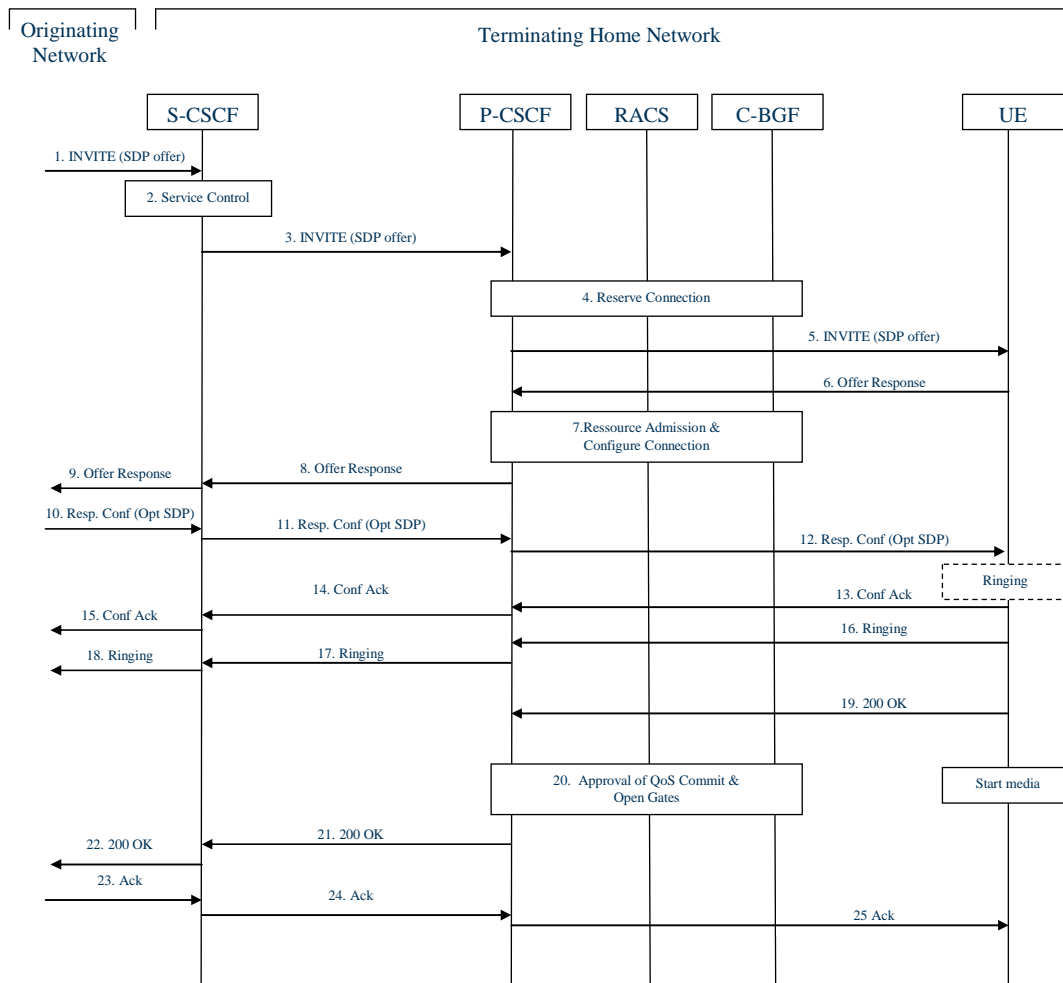 Originating
Network
Terminating Home Network
S-CSCF
P-CSCF
RACS
C-BGF
UE
1. INVITE (SDP offer)
2. Service Control
3. INVITE (SDP offer)
4. Reserve Connection
5. INVITE (SDP offer)
6. Offer Response
7.Ressource Admission &
Configure Connection
8. Offer Response
9. Offer Response
10. Resp. Conf (Opt SDP)
11. Resp. Conf (Opt SDP)
12. Resp. Conf (Opt SDP)
Ringing
13. Conf Ack
14. Conf Ack
15. Conf Ack
16. Ringing
17. Ringing
18. Ringing
19. 200 OK
20. Approval of QoS Commit &
Open Gates
Start media
21. 200 OK
22. 200 OK
23. Ack
24. Ack
25 Ack